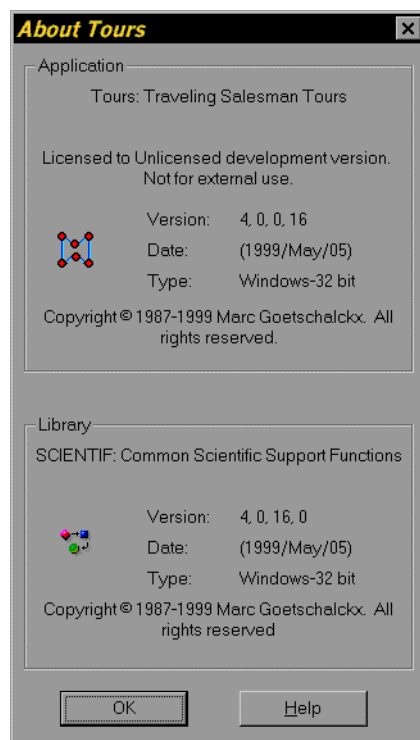 About Tours
Application
Tours: Traveling Salesman Tours
Licensed to Unlicensed development version.
Not for external use.
Version: 4, 0, 0, 16
Date: (1999/May/05)
Type: Windows-32 bit
Copyright © 1987-1999 Marc Goetschalckx. All
rights reserved.
Library
SCIENTIF: Common Scientific Support Functions
Version: 4, 0, 16, 0
Date: (1999/May/05)
Type: Windows-32 bit
Copyright © 1987-1999 Marc Goetschalckx. All
rights reserved
OK Help